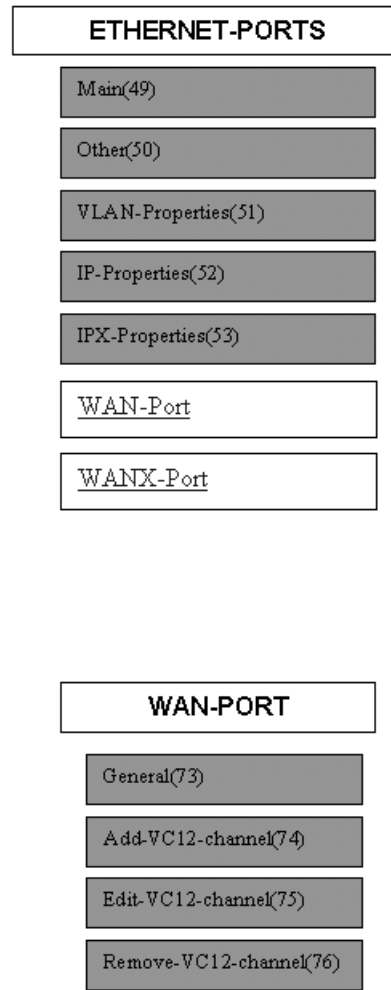 ETHERNET-PORTS
Main(49)
Other(50)
VLAN-Properties(51)
IP-Properties(52)
IPX-Properties(53)
WAN-Port
WANX-Port
WAN-PORT
General(73)
Add-VC12-channel(74)
Edit-VC12-channel(75)
Remove-VC12-channel(76)